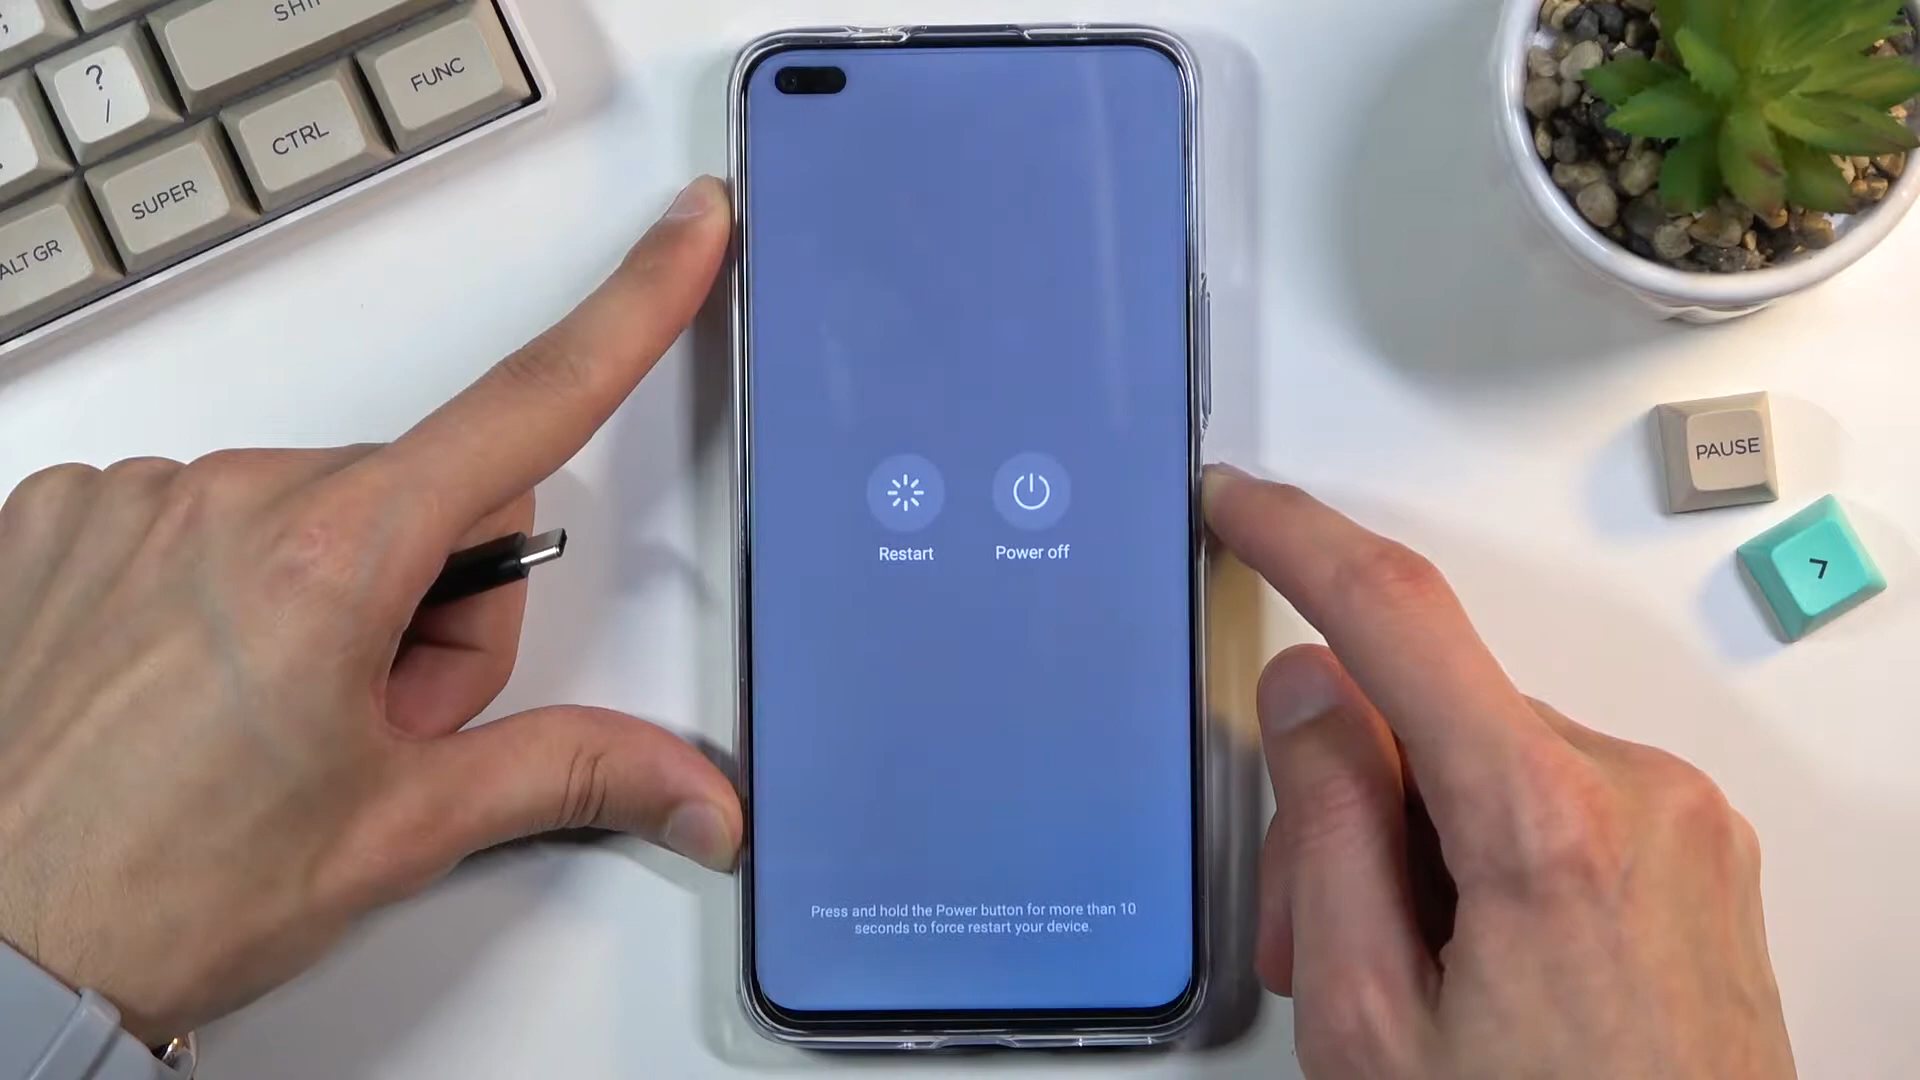 SHI
?
/
FUNC
CTRL
SUPER
ALT GR
PAUSE
>
Restart
Power off
Press and hold the Power button for more than 10
seconds to force restart your device.